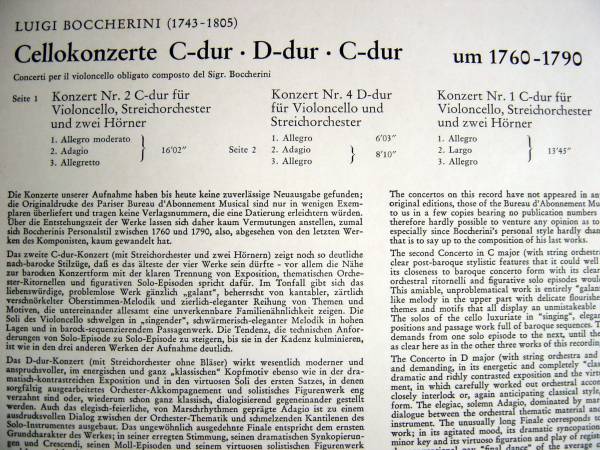 LUIGI BOCCHERINI (1743-1805)
Cellokonzerte C-dur · D-dur · C-dur um 1760-1790
Concerti per il violoncello obligato composto del Sigr. Boccherini
Seite 1 Konzert Nr. 2 C-dur für
Violoncello, Streichorchester
und zwei Hörner
1. Allegro moderato
2. Adagio
3. Allegretto
16'02"
Konzert Nr. 4 D-dur
für Violoncello und
Streichorchester
1. Allegro 6'03"
Seite 2 2. Adagio
3. Allegro
8'10"
Konzert Nr. 1 C-dur für
Violoncello, Streichorchester
und zwei Hörner
1. Allegro
2. Largo
3. Allegro
13'45"
Die Konzerte unserer Aufnahme haben bis heute keine zuverlässige Neuausgabe gefunden;
die Originaldrucke des Pariser Bureau d'Abonnement Musical sind nur in wenigen Exem-
plaren überliefert und tragen keine Verlagsnummern, die eine Datierung erleichtern würden.
Über die Entstehungszeit der Werke lassen sich daher kaum Vermutungen anstellen, zumal
sich Boccherinis Personalstil zwischen 1760 und 1790, also, abgesehen von den letzten Wer-
ken des Komponisten, kaum gewandelt hat.
Das zweite C-dur-Konzert (mit Streichorchester und zwei Hörnern) zeigt noch so deutliche
nach-barocke Stilzüge, daß es das älteste der vier Werke sein dürfte - vor allem die Nähe
zur barocken Konzertform mit der klaren Trennung von Exposition, thematischen Orche-
ster-Ritornellen und figurativen Solo-Episoden spricht dafür. Im Tonfall gibt sich das
liebenswürdige, problemlose Werk gänzlich „galant", beherrscht von kantabler, zärtlich
verschnörkelter Oberstimmen-Melodik und zierlich-eleganter Reihung von Themen und
Motiven, die untereinander allesamt eine unverkennbare Familienähnlichkeit zeigen. Die
Soli des Violoncello schwelgen in „singender", schwärmerisch-eleganter Melodik in hohen
Lagen und in barock-sequenzierendem Passagenwerk. Die Tendenz, die technischen Anfor-
derungen von Solo-Episode zu Solo-Episode zu steigern, bis sie in der Kadenz kulminieren,
ist wie in den drei anderen Werken der Aufnahme deutlich.
Das D-dur-Konzert (mit Streichorchester ohne Bläser) wirkt wesentlich moderner und
anspruchsvoller, im energischen und ganz „klassischen" Kopfmotiv ebenso wie in der dra-
matisch-kontrastreichen Exposition und in den virtuosen Soli des ersten Satzes, in denen
sorgfältig ausgearbeitetes Orchester-Akkompagnement und solistisches Figurenwerk eng
verzahnt sind oder, wiederum schon ganz klassisch, dialogisierend gegeneinander gestellt
werden. Auch das elegisch-feierliche, von Marschrhythmen geprägte Adagio ist zu einem
ausdrucksvollen Dialog zwischen der Orchester-Thematik und schmelzenden Kantilenen des
Solo-Instrumentes ausgebaut. Das ungewöhnlich ausgedehnte Finale entspricht dem ernsten
Grundcharakter des Werkes; in seiner erregten Stimmung, seinen dramatischen Synkopierun-
gen und Crescendi, seinen Moll-Episoden und seinem virtuosen solistischen Figurenwerk
The concertos on this record have not appeared in any
original editions, those of the Bureau d'Abonnement Mus
to us in a few copies bearing no publication numbers
therefore hardly possible to venture any opinion as to
especially since Boccherini's personal style hardly chan
that is to say up to the composition of his last works.
The second Concerto in C major (with string orchestr
clear post-baroque stylistic features that it could well
its closeness to baroque concerto form with its clear
orchestral ritornelli and figurative solo episodes would
This amiable, unproblematical work is entirely "galan
like melody in the upper part with delicate flourishe
themes and motifs that all display an unmistakable
The solos of the cello luxuriate in "singing", elegan
positions and passage work full of baroque sequences. T
demands from one solo episode to the next, until the
as clear here as in the other three works of this recordin
The Concerto in D major (with string orchestra and
and demanding, in its energetic and completely "clas
dramatic and richly contrasted exposition and the virtu
ment, in which carefully worked out orchestral accom
closely interlock or, again anticipating classical style,
form. The elegiac, solemn Adagio, dominated by mar
dialogue between the orchestral thematic material an
instrument. The unusually long Finale corresponds to
work; in its agitated mood, its dramatic syncopation
minor key and its virtuoso figuration and play of regist